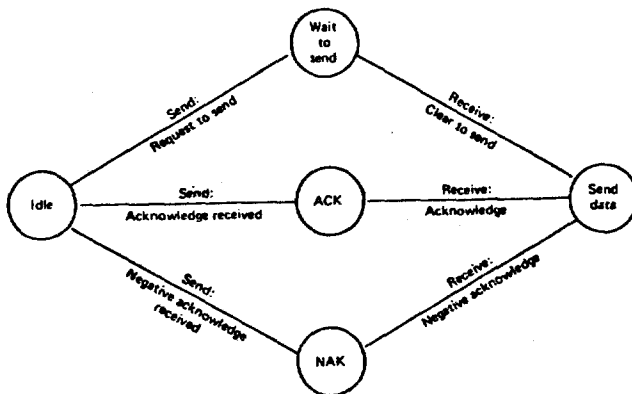 Wait
to
send
Send:
Request to send
Receive:
Clear to send
Idle
Send:
Acknowledge received
ACK
Receive:
Acknowledge
Send
data
Send:
Negative acknowledge
received
Receive:
Negative acknowledge
NAK